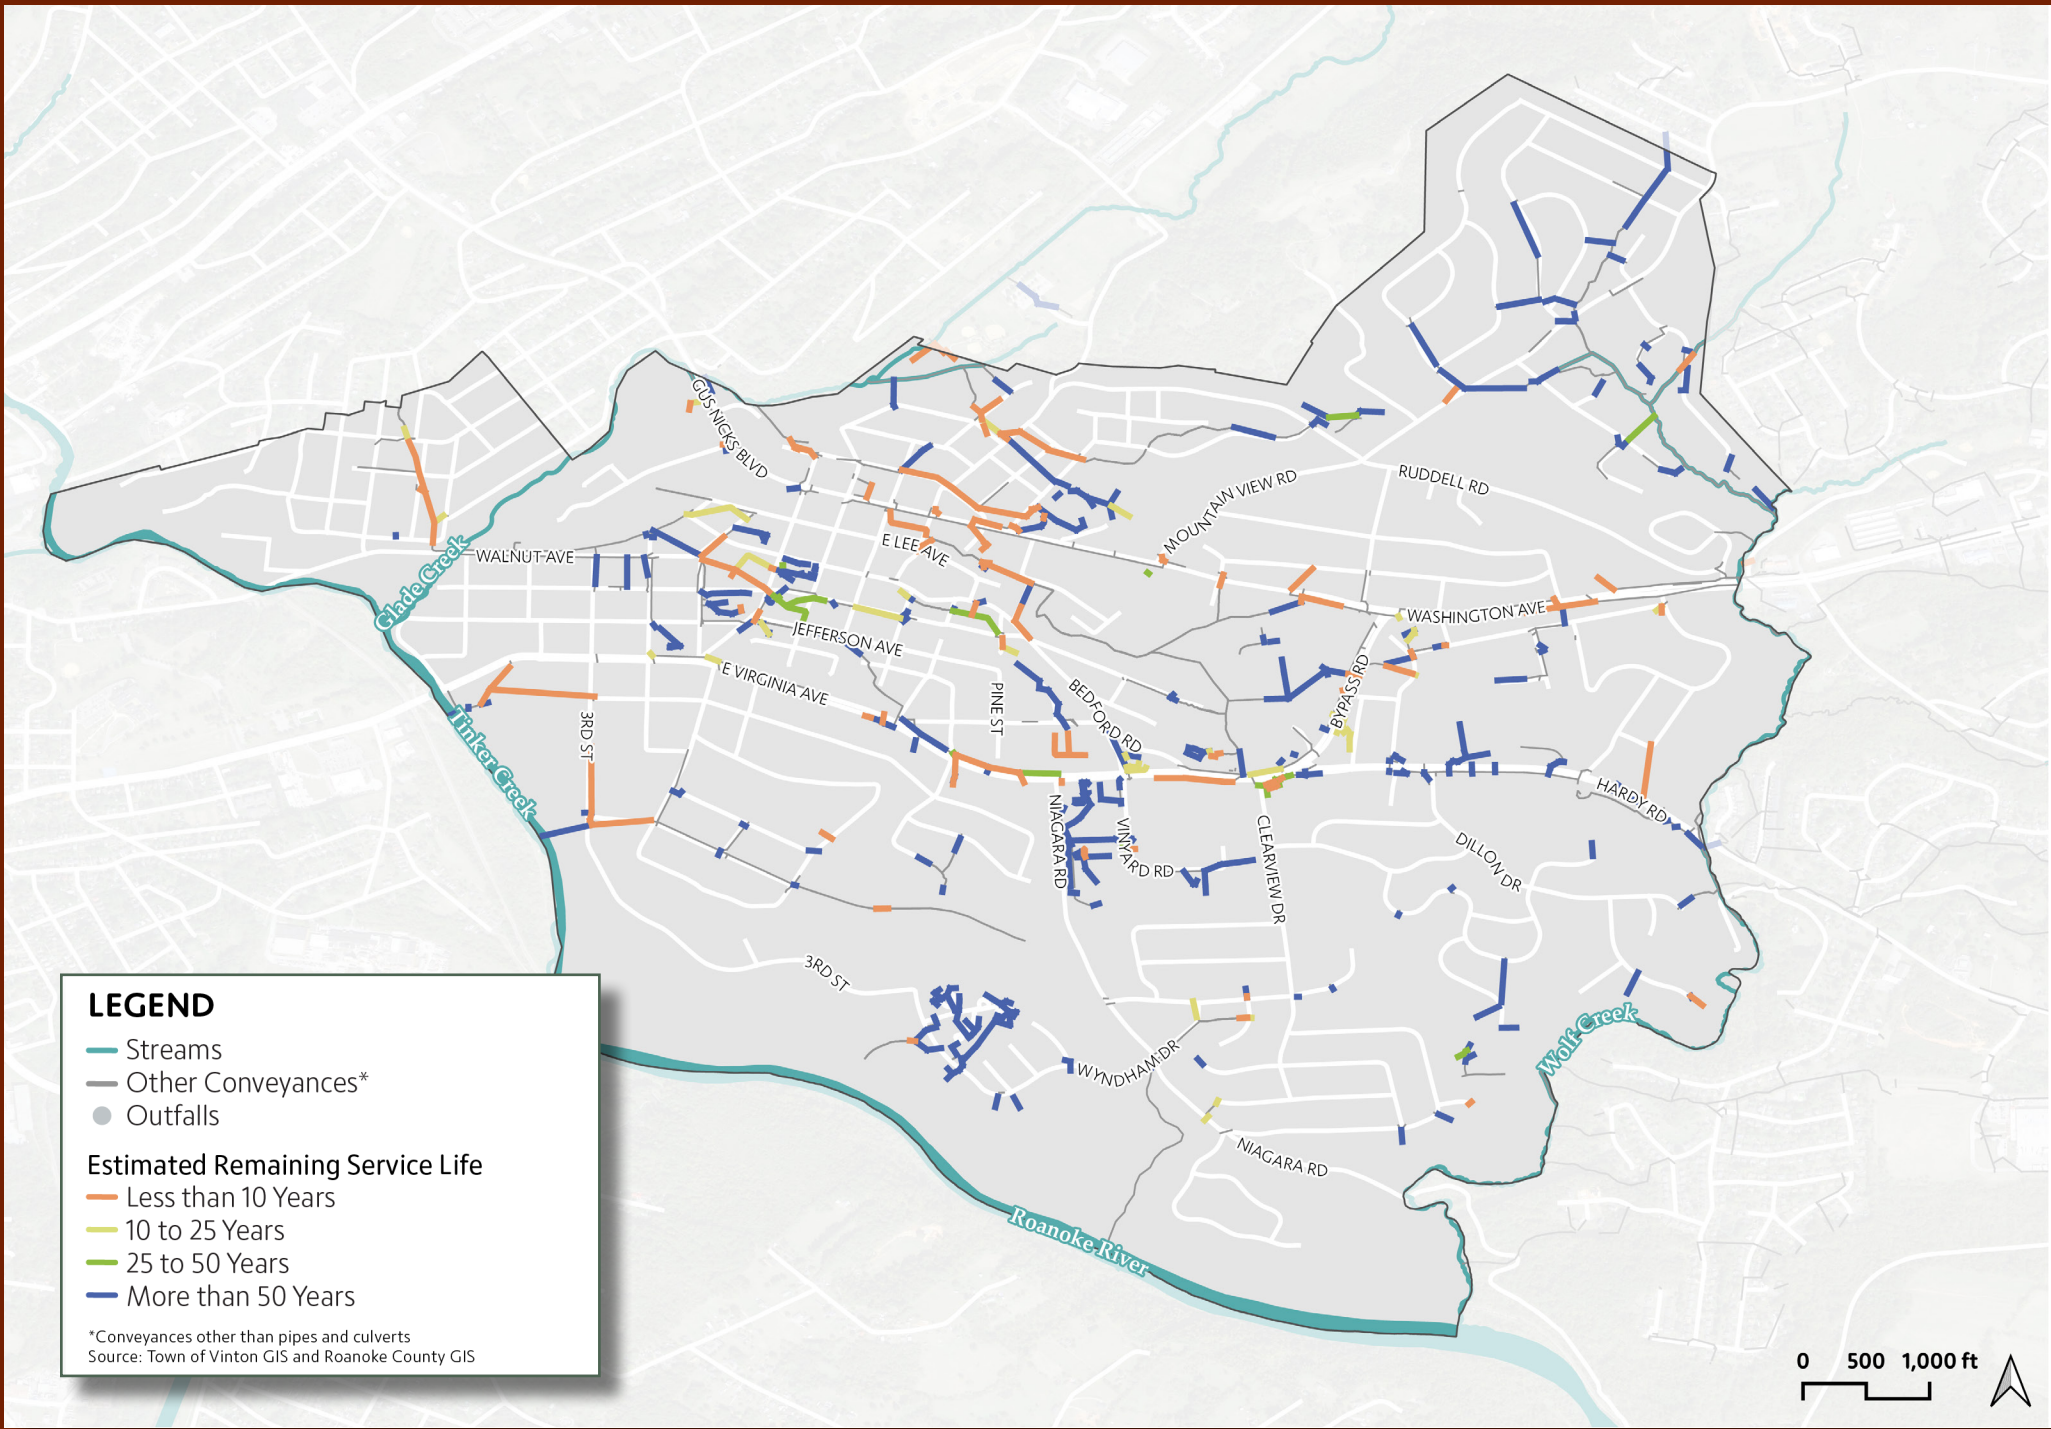 GUS NICKS BLVD
MOUNTAIN VIEW RD
RUDDELL RD
E LEE AVE
WALNUT AVE
Glade Creek
WASHINGTON AVE
JEFFERSON AVE
E VIRGINIA AVE
BYPASS RD
PINE ST
BEDFORD RD
3RD ST
Tinker Creek
HARDY RD
NIAGARA RD
VINYARD RD
CLEARVIEW DR
DILLON DR
3RD ST
WYNDHAM DR
Wolf Creek
NIAGARA RD
Roanoke River
LEGEND
Streams
Other Conveyances*
Outfalls
Estimated Remaining Service Life
Less than 10 Years
10 to 25 Years
25 to 50 Years
More than 50 Years
*Conveyances other than pipes and culverts
Source: Town of Vinton GIS and Roanoke County GIS
0 500 1,000 ft